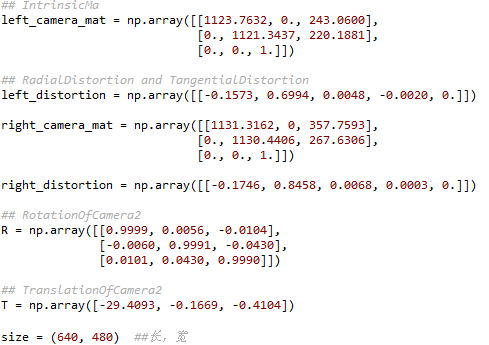 ## IntrinsicMa
left_camera_mat = np.array([[1123.7632, 0., 243.0600],
[0., 1121.3437, 220.1881],
[0., 0., 1.]])
## RadialDistortion and TangentialDistortion
left_distortion = np.array([[-0.1573, 0.6994, 0.0048, -0.0020, 0.]])
right_camera_mat = np.array([[1131.3162, 0, 357.7593],
[0., 1130.4406, 267.6306],
[0., 0., 1.]])
right_distortion = np.array([[-0.1746, 0.8458, 0.0068, 0.0003, 0.]])
## RotationOfCamera2
R = np.array([[0.9999, 0.0056, -0.0104],
[-0.0060, 0.9991, -0.0430],
[0.0101, 0.0430, 0.9990]])
## TranslationOfCamera2
T = np.array([-29.4093, -0.1669, -0.4104])
size = (640, 480)  ##长，宽